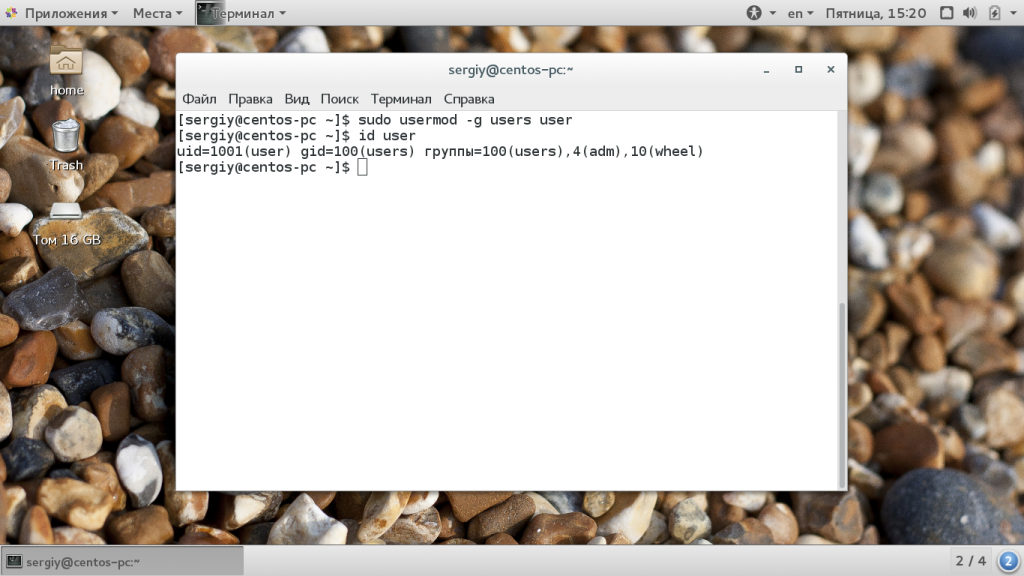 Приложения Места Терминал en Пятница, 15:20
home
Trash
Том 16 GB
sergiy@centos-pc:~
Файл Правка Вид Поиск Терминал Справка
[sergiy@centos-pc ~]$ sudo usermod -g users user
[sergiy@centos-pc ~]$ id user
uid=1001(user) gid=100(users) группы=100(users),4(adm),10(wheel)
[sergiy@centos-pc ~]$
sergiy@centos-pc:~ 2 / 4 2